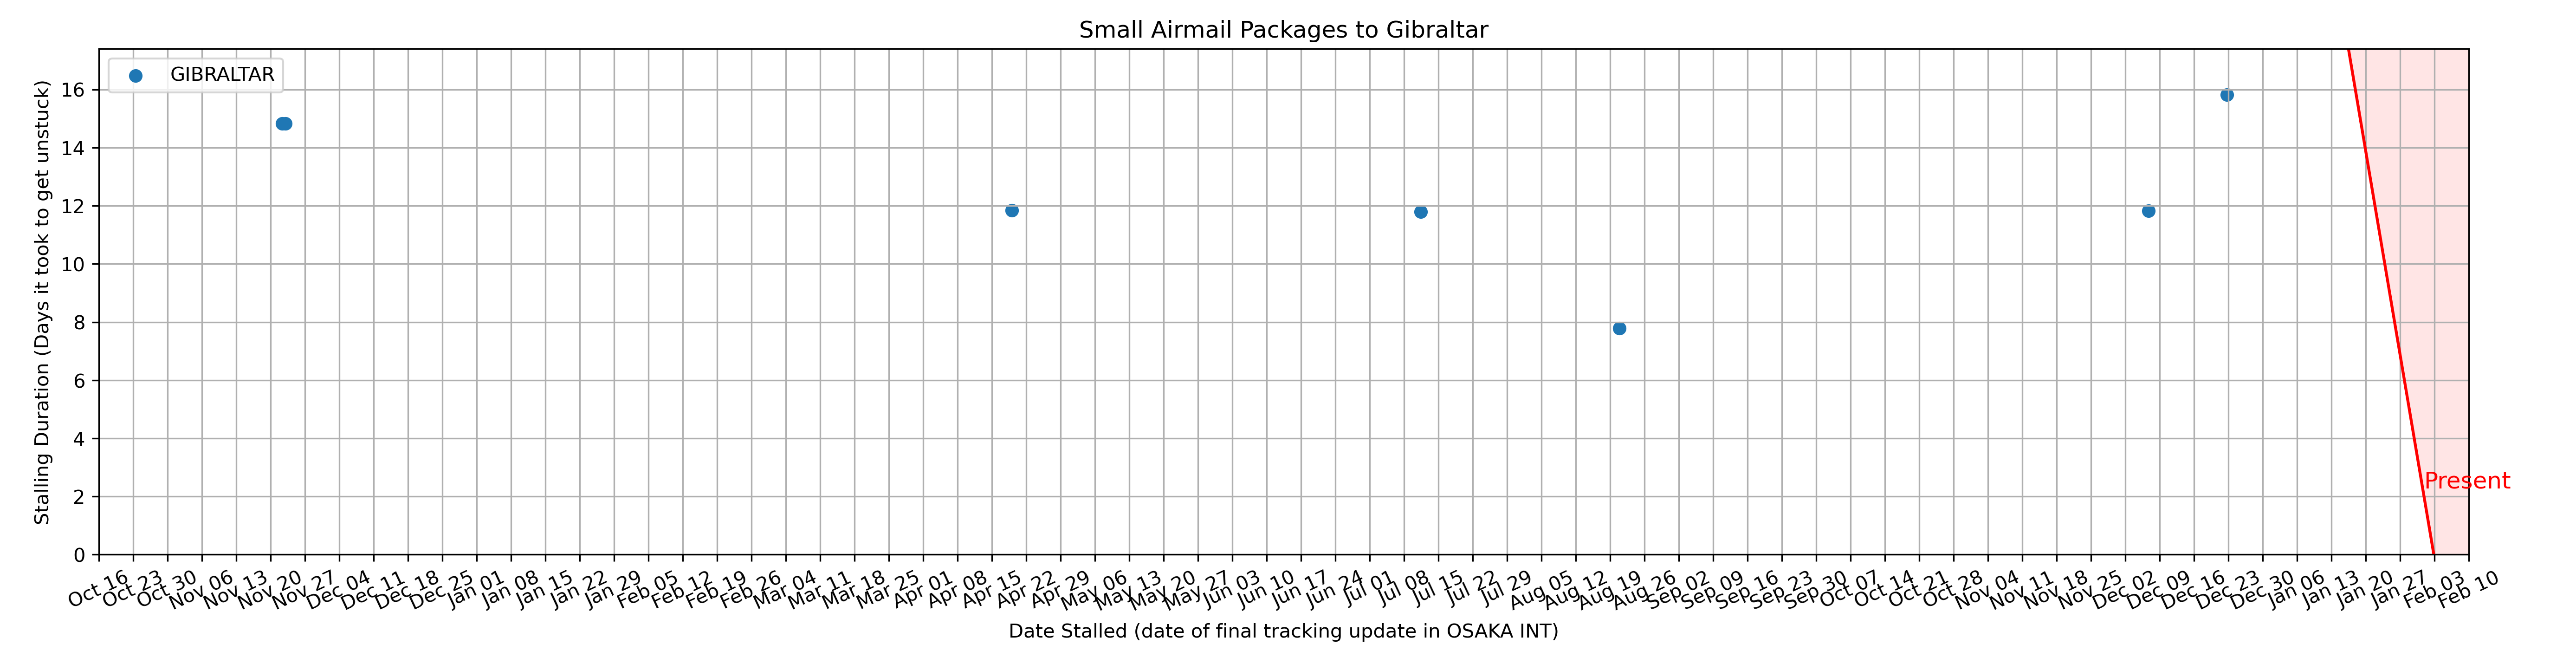 Small Airmail Packages to Gibraltar
GIBRALTAR
Stalling Duration (Days it took to get unstuck)
16
14
12
10
8
6
4
2
0
Present
Oct 16 Oct 23 Oct 30 Nov 06 Nov 13 Nov 20 Nov 27 Dec 04 Dec 11 Dec 18 Dec 25 Jan 01 Jan 08 Jan 15 Jan 22 Jan 29 Feb 05 Feb 12 Feb 19 Feb 26 Mar 04 Mar 11 Mar 18 Mar 25 Apr 01 Apr 08 Apr 15 Apr 22 Apr 29 May 06 May 13 May 20 May 27 Jun 03 Jun 10 Jun 17 Jun 24 Jul 01 Jul 08 Jul 15 Jul 22 Jul 29 Aug 05 Aug 12 Aug 19 Aug 26 Sep 02 Sep 09 Sep 16 Sep 23 Sep 30 Oct 07 Oct 14 Oct 21 Oct 28 Nov 04 Nov 11 Nov 18 Nov 25 Dec 02 Dec 09 Dec 16 Dec 23 Dec 30 Jan 06 Jan 13 Jan 20 Jan 27 Feb 03 Feb 10
Date Stalled (date of final tracking update in OSAKA INT)